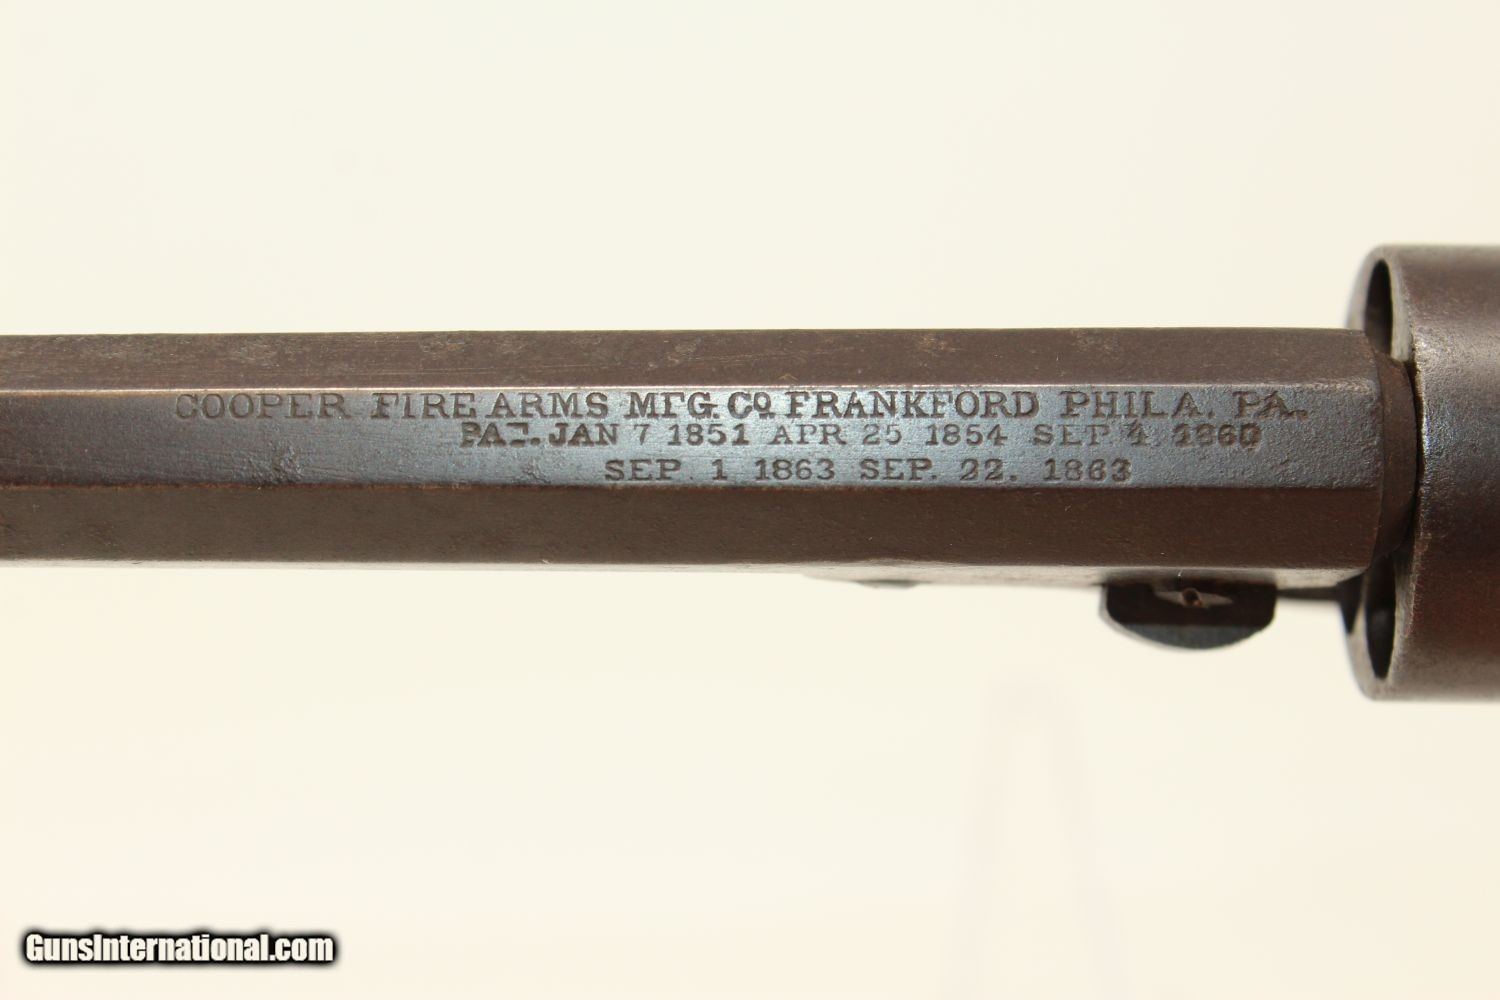 COOPER FIRE ARMS MFG. Co FRANKFORD PHILA. PA.
PAT. JAN 7 1851 APR 25 1854 SEP 4 1860
SEP. 1 1863 SEP. 22. 1863
GunsInternational.com